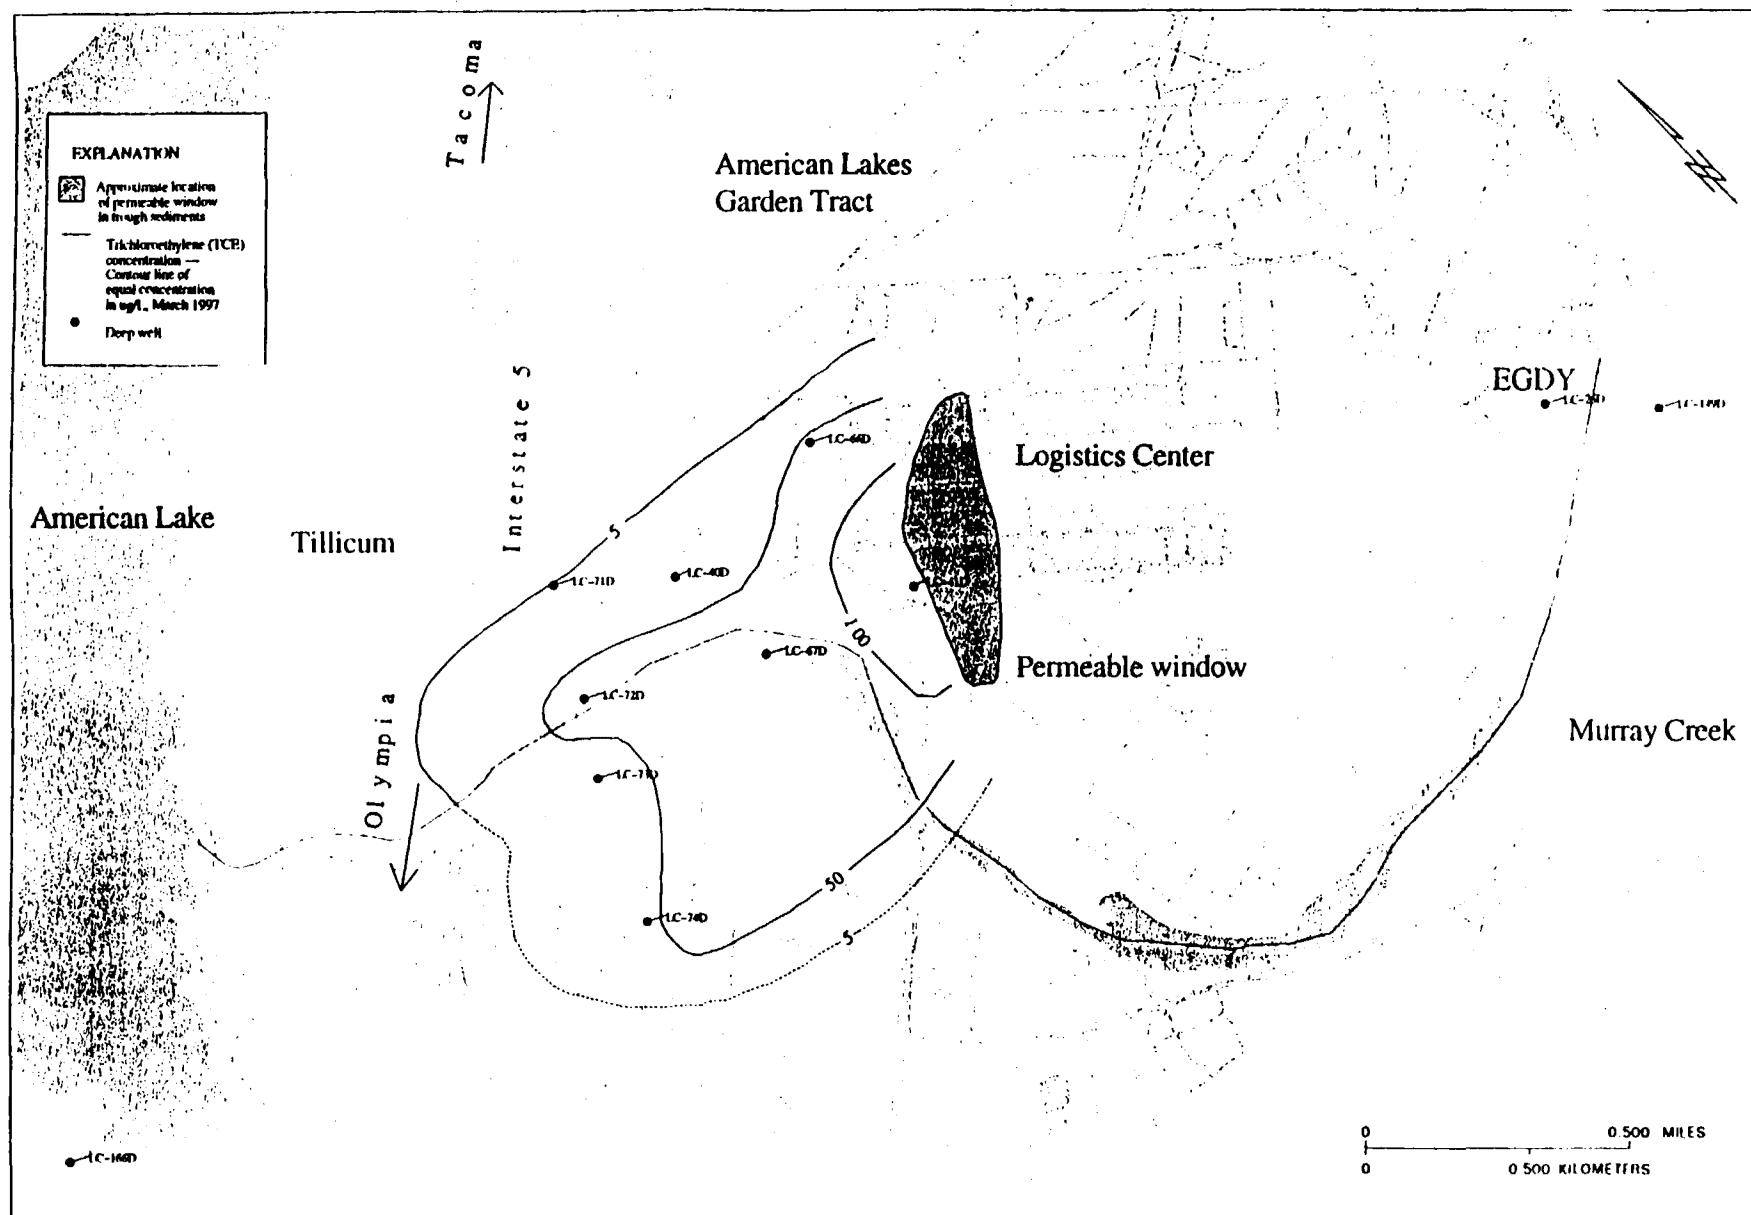 Tacoma
American Lakes
Garden Tract
EXPLANATION
Approximate location
of permeable window
in trough sediments
Trichloroethylene (TCE)
concentration —
Contour line of
equal concentration
in ug/L, March 1997
Deep well
Interstate 5
EGDY
LC-149D
LC-66D
Logistics Center
5
American Lake
Tillicum
LC-71D
LC-40D
100
LC-67D
Permeable window
LC-72D
Olympia
Murray Creek
LC-73D
50
LC-74D
5
0 0.500 MILES
0 0.500 KILOMETERS
LC-166D